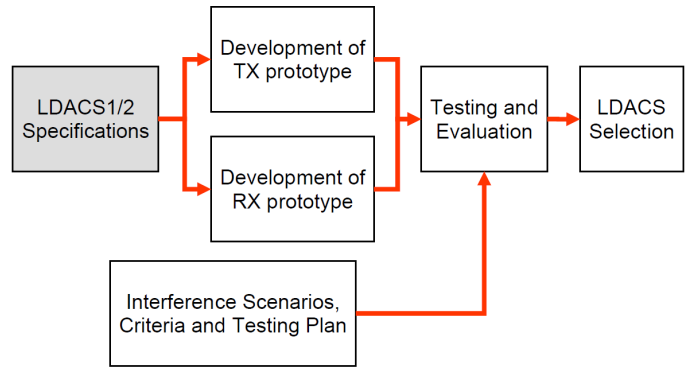 Development of
TX prototype
LDACS1/2
Specifications
Testing and
Evaluation
LDACS
Selection
Development of
RX prototype
Interference Scenarios,
Criteria and Testing Plan